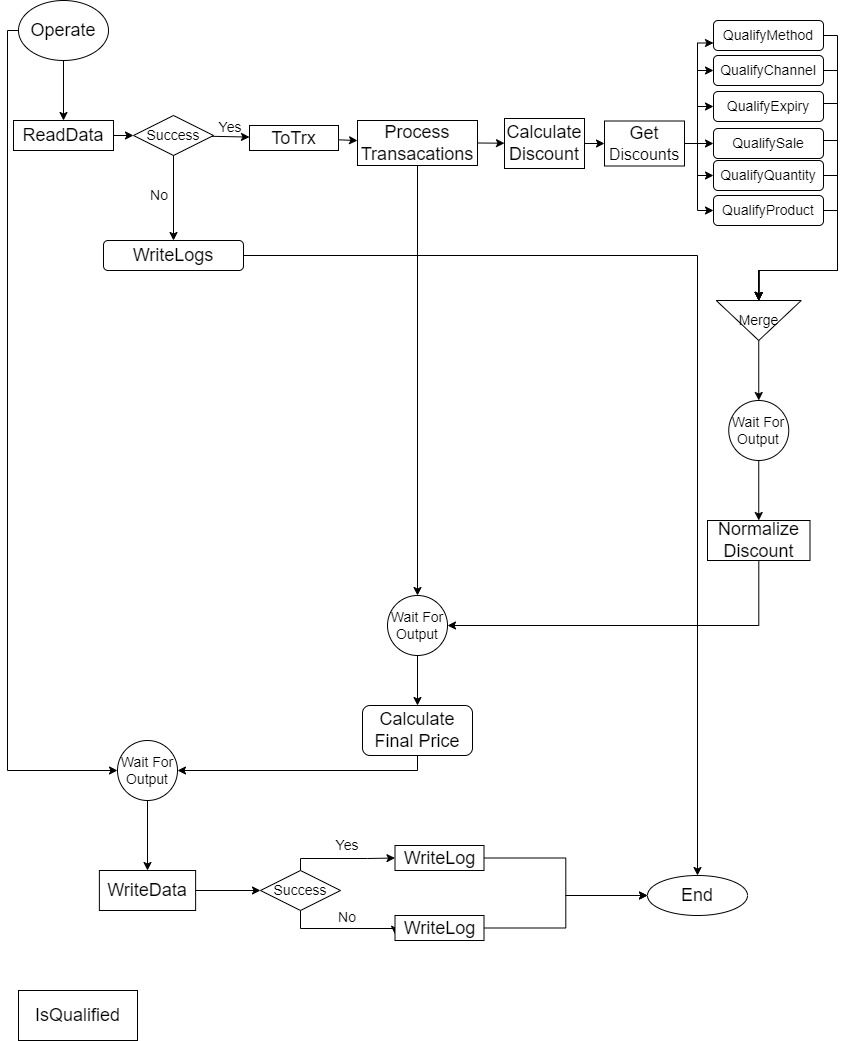 Operate
QualifyMethod
QualifyChannel
QualifyExpiry
ReadData
Success
Yes
ToTrx
Process
Transacations
Calculate
Discount
Get
Discounts
QualifySale
QualifyQuantity
No
QualifyProduct
WriteLogs
Merge
Wait For
Output
Normalize
Discount
Wait For
Output
Calculate
Final Price
Wait For
Output
Yes
WriteLog
WriteData
Success
End
No
WriteLog
IsQualified